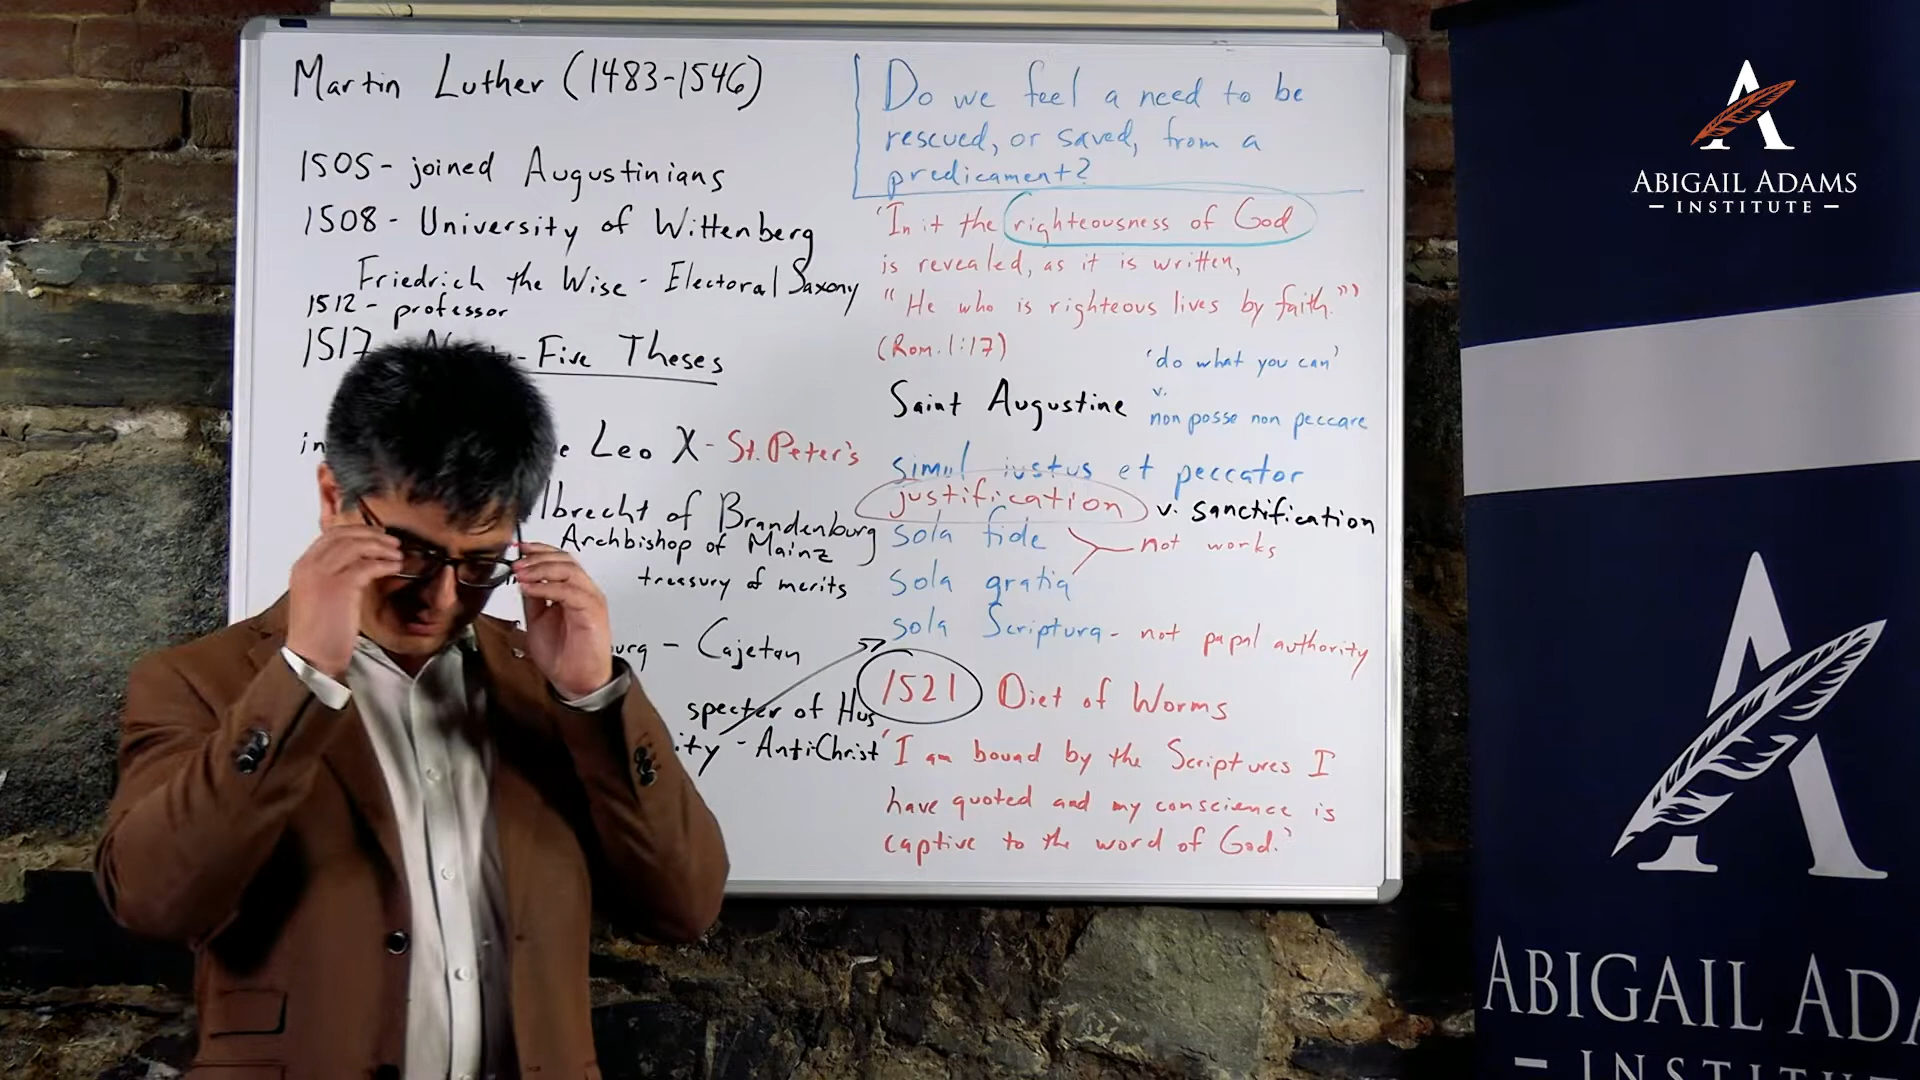 Martin Luther (1483-1546)
1505 - joined Augustinians
1508 - University of Wittenberg
Friedrich the Wise - Electoral Saxony
1512 - professor
1517 - Five Theses
Leo X - St. Peter's
of Brandenburg
Archbishop of Mainz
treasury of merits
- Cajetan
specter of Hus
- AntiChrist
Do we feel a need to be
rescued, or saved, from a
predicament?
'In it the righteousness of God
is revealed, as it is written,
"He who is righteous lives by faith."'
(Rom. 1:17)
'do what you can'
v.
non posse non peccare
Saint Augustine
simul iustus et peccator
justification v. sanctification
sola fide
not works
sola gratia
sola Scriptura - not papal authority
1521 Diet of Worms
'I am bound by the Scriptures I
have quoted and my conscience is
captive to the word of God.'
ABIGAIL ADAMS
- INSTITUTE -
ABIGAIL ADA
- INSTITU